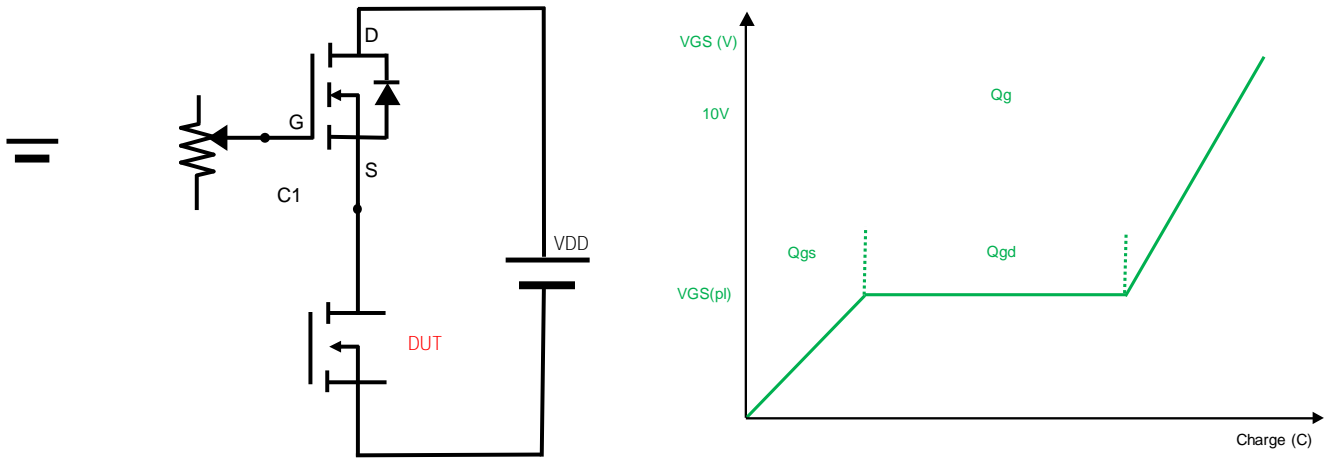 D
G
S
C1
VDD
DUT
VGS (V)
10V
Qg
Qgs
Qgd
VGS(pl)
Charge (C)